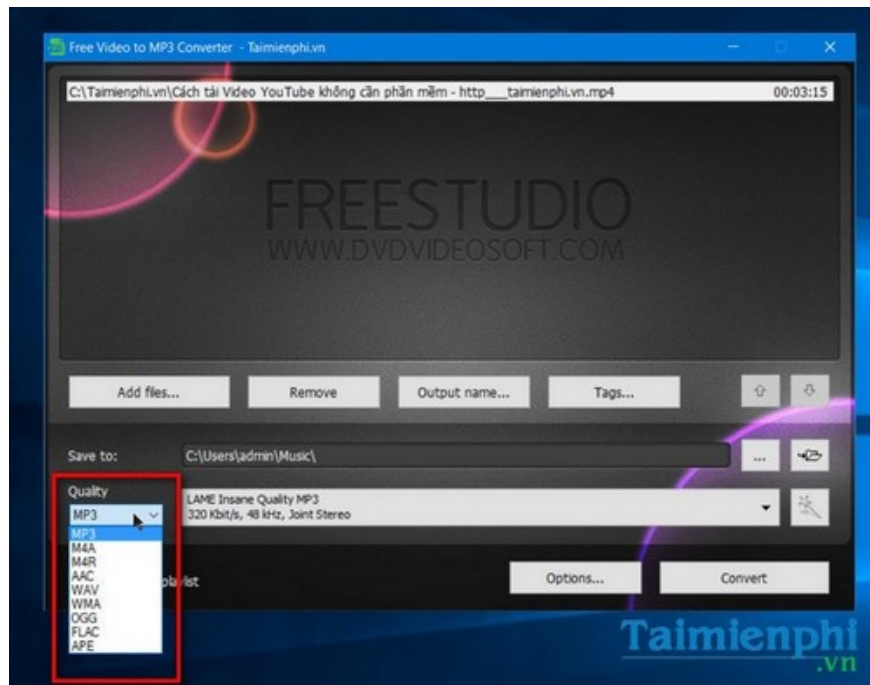 Free Video to MP3 Converter - Taimienphi.vn
C:\Taimienphi.vn\Cách tải Video YouTube không cần phần mềm - http___taimienphi.vn.mp4 00:03:15
FREESTUDIO
WWW.DVDVIDEOSOFT.COM
Add files... Remove Output name... Tags...
Save to: C:\Users\admin\Music\ ...
Quality
MP3
LAME Insane Quality MP3
320 Kbit/s, 48 kHz, Joint Stereo
MP3
M4A
M4R
AAC
WAV
WMA
OGG
FLAC
APE
playlist
Options... Convert
Taimienphi
.vn